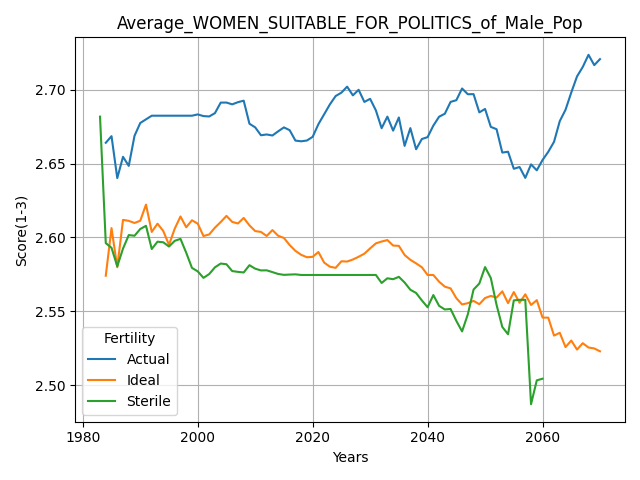 Average_WOMEN_SUITABLE_FOR_POLITICS_of_Male_Pop
Score(1-3)
2.70
2.65
2.60
2.55
2.50
Fertility
Actual
Ideal
Sterile
1980 2000 2020 2040 2060
Years